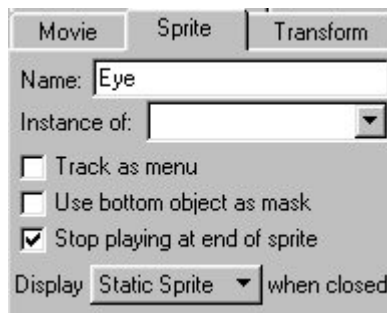 Movie Sprite Transform
Name: Eye
Instance of:
Track as menu
Use bottom object as mask
Stop playing at end of sprite
Display Static Sprite when closed